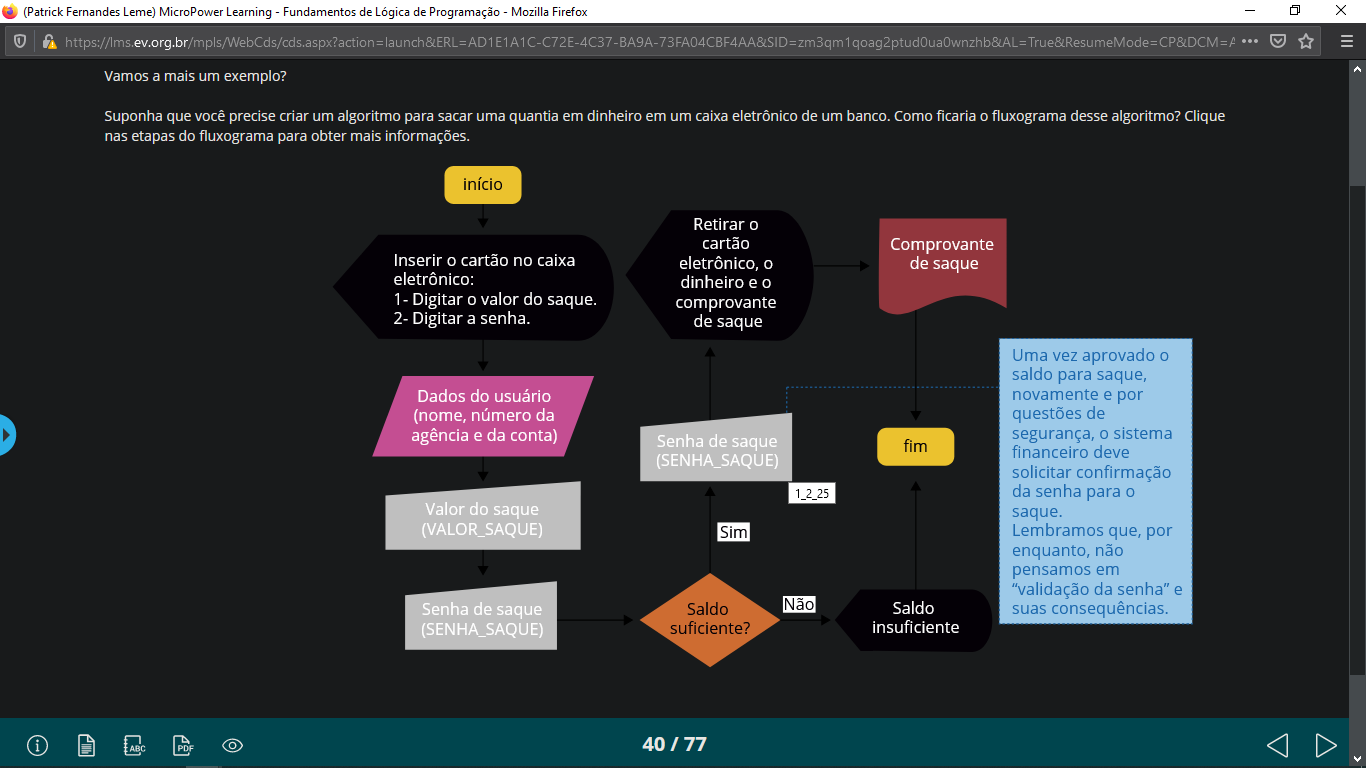 (Patrick Fernandes Leme) MicroPower Learning - Fundamentos de Lógica de Programação - Mozilla Firefox
https://lms.ev.org.br/mpls/WebCds/cds.aspx?action=launch&ERL=AD1E1A1C-C72E-4C37-BA9A-73FA04CBF4AA&SID=zm3qm1qoag2ptud0ua0wnzhb&AL=True&ResumeMode=CP&DCM=A
Vamos a mais um exemplo?
Suponha que você precise criar um algoritmo para sacar uma quantia em dinheiro em um caixa eletrônico de um banco. Como ficaria o fluxograma desse algoritmo? Clique
nas etapas do fluxograma para obter mais informações.
início
Inserir o cartão no caixa
eletrônico:
1- Digitar o valor do saque.
2- Digitar a senha.
Dados do usuário
(nome, número da
agência e da conta)
Valor do saque
(VALOR_SAQUE)
Senha de saque
(SENHA_SAQUE)
Saldo
suficiente?
Sim
Não
Senha de saque
(SENHA_SAQUE)
1_2_25
Retirar o
cartão
eletrônico, o
dinheiro e o
comprovante
de saque
Comprovante
de saque
fim
Saldo
insuficiente
Uma vez aprovado o
saldo para saque,
novamente e por
questões de
segurança, o sistema
financeiro deve
solicitar confirmação
da senha para o
saque.
Lembramos que, por
enquanto, não
pensamos em
“validação da senha” e
suas consequências.
ABC
PDF
40 / 77